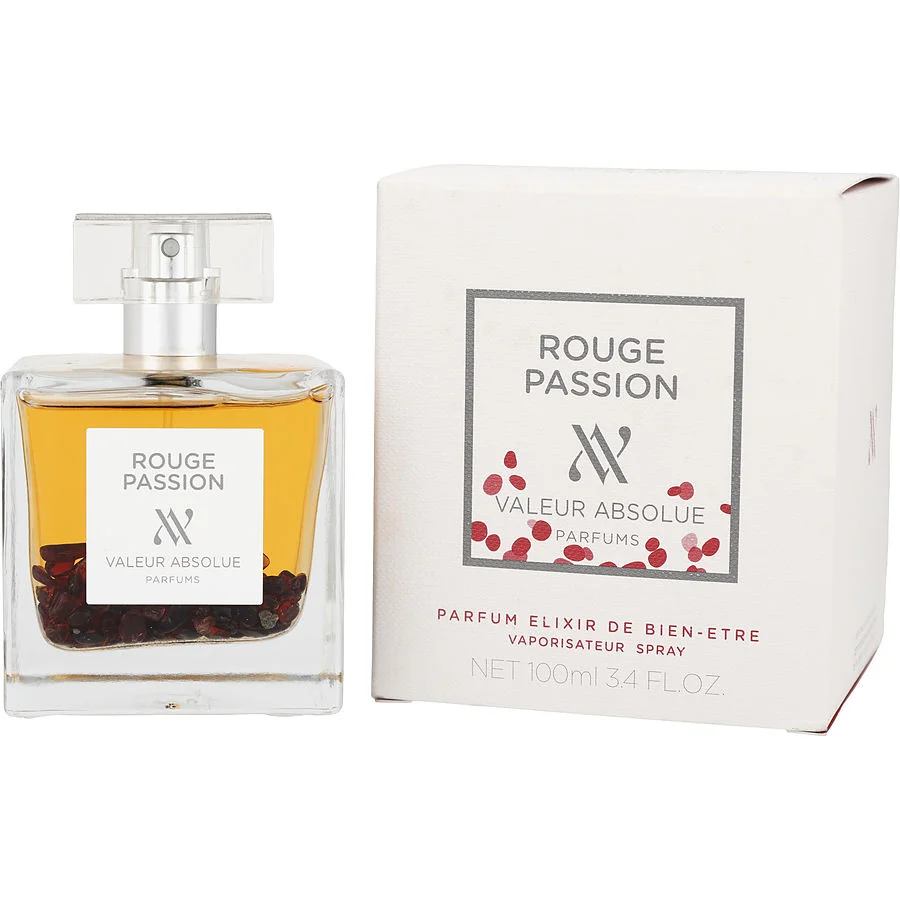 ROUGE
PASSION
VALEUR ABSOLUE
PARFUMS
ROUGE
PASSION
VALEUR ABSOLUE
PARFUMS
PARFUM ELIXIR DE BIEN-ETRE
VAPORISATEUR SPRAY
NET 100ml 3.4 FL.OZ.